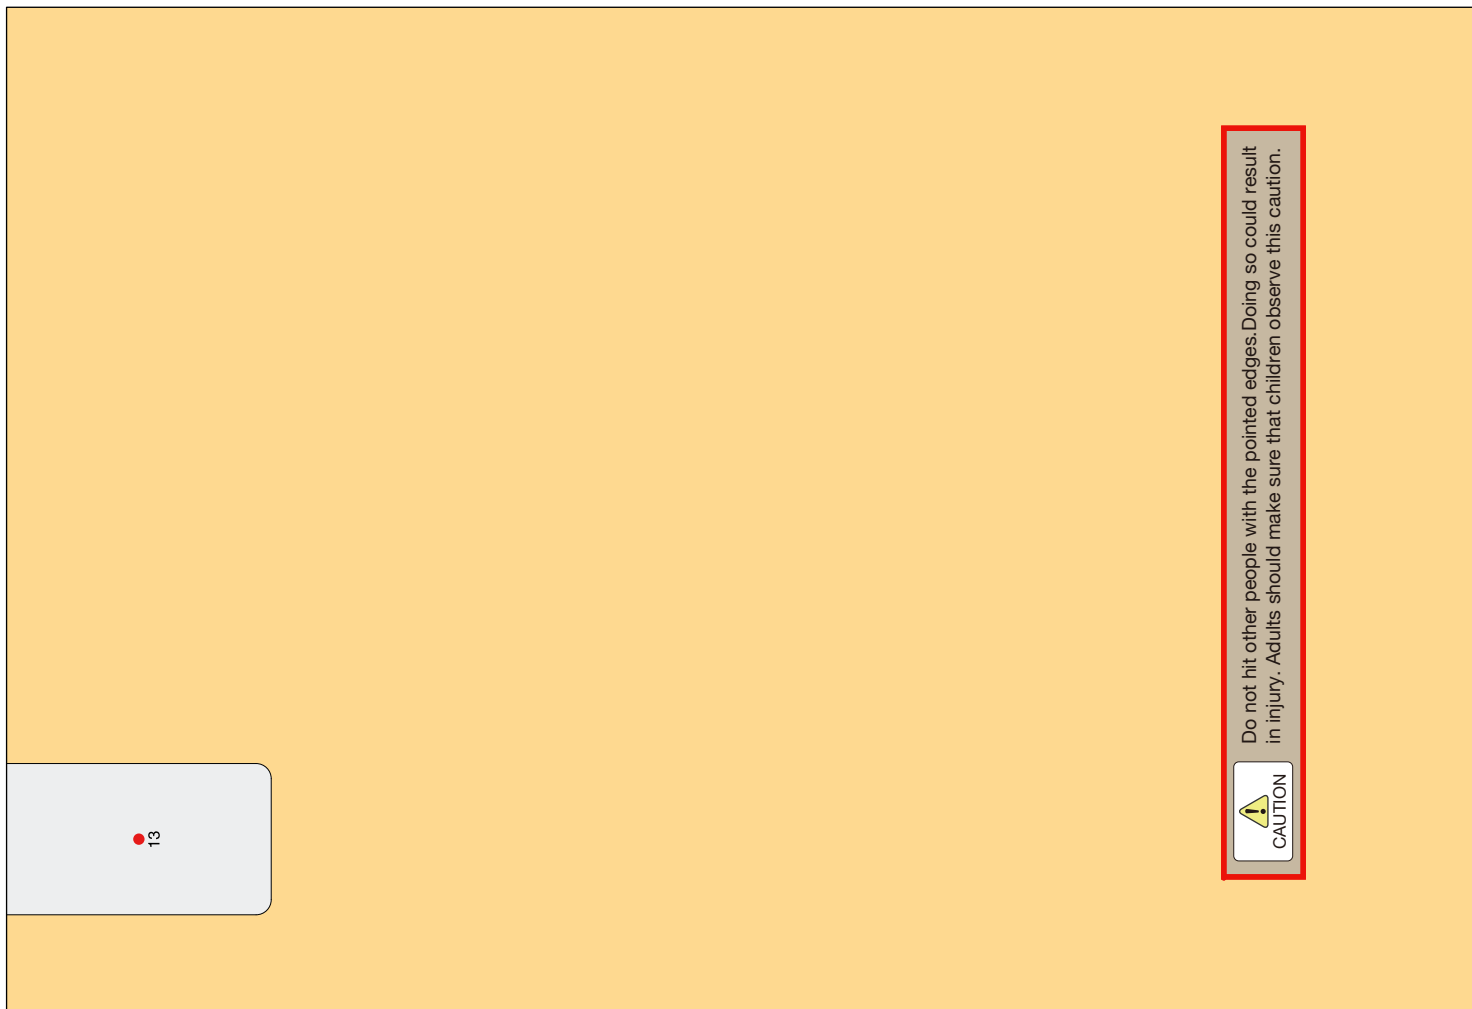 13
CAUTION
Do not hit other people with the pointed edges.Doing so could result
in injury. Adults should make sure that children observe this caution.